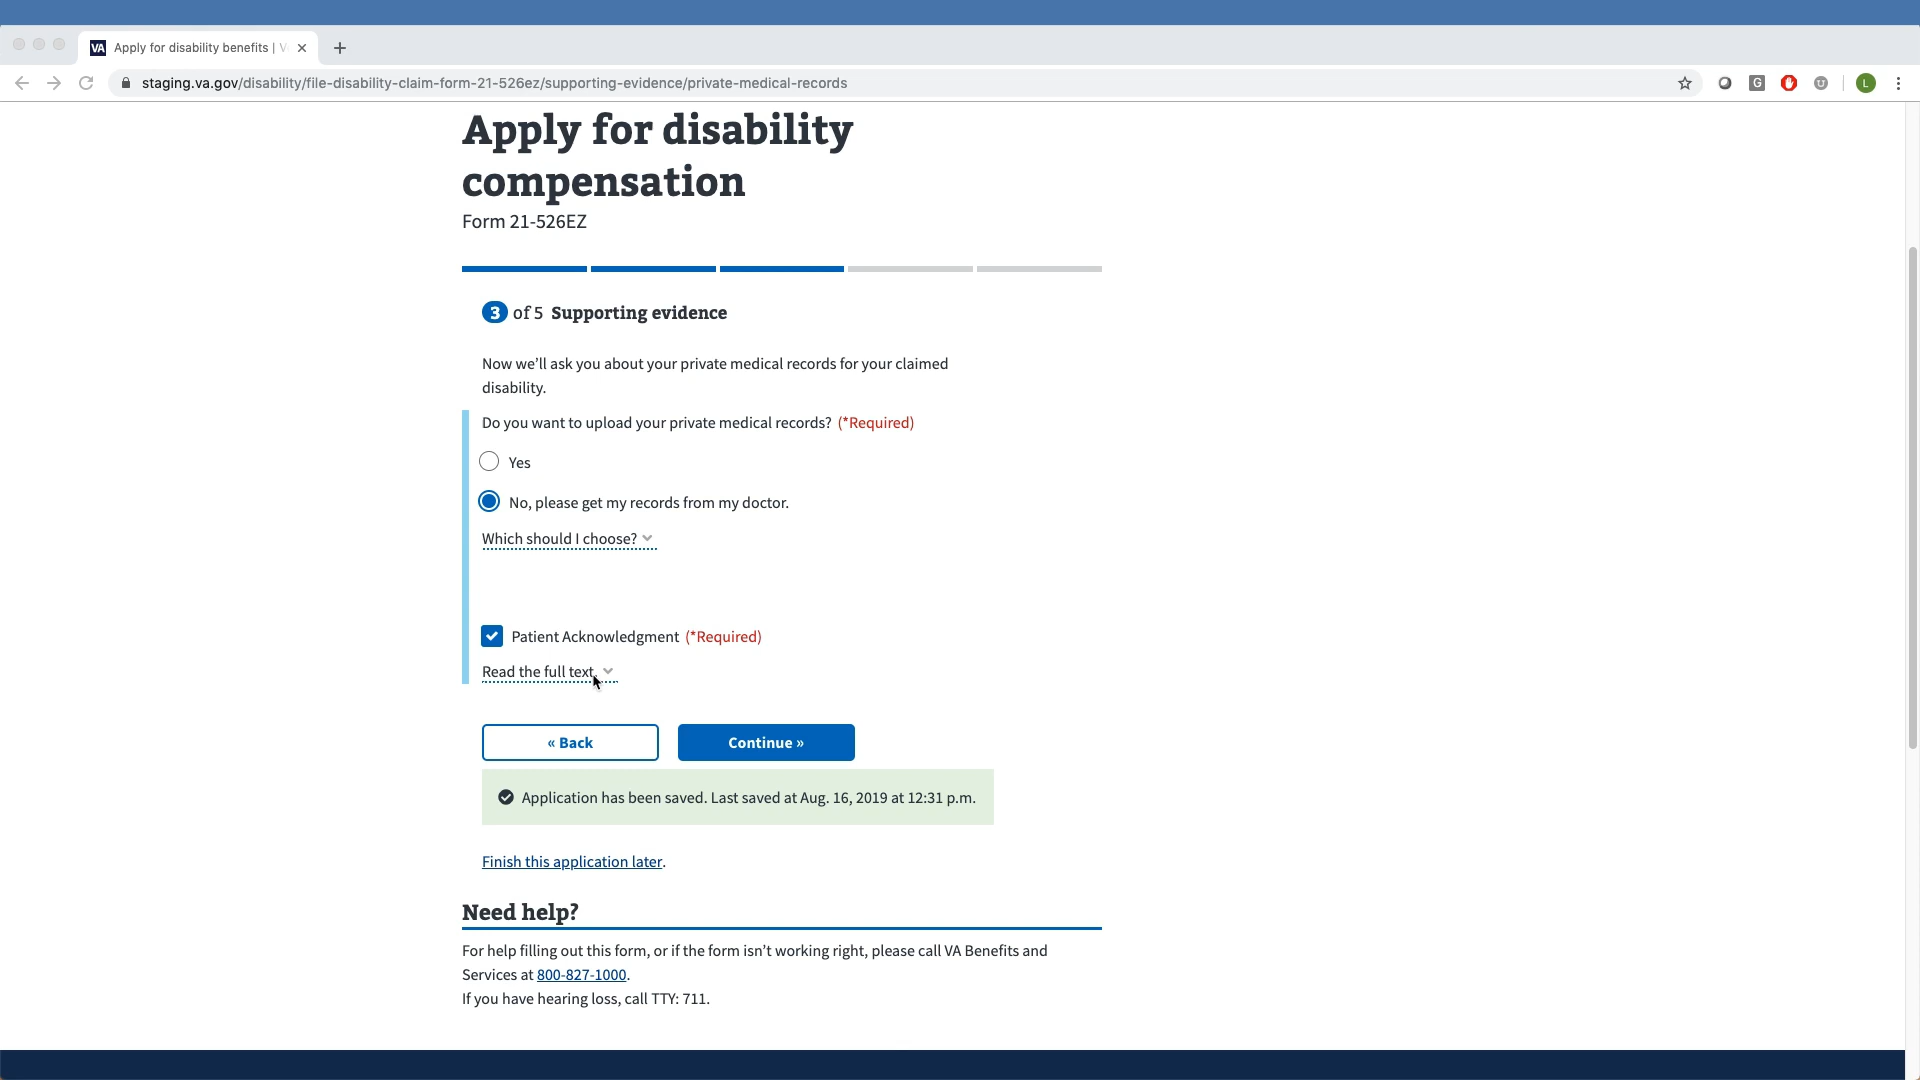 Apply for disability benefits | V
staging.va.gov/disability/file-disability-claim-form-21-526ez/supporting-evidence/private-medical-records
Apply for disability
compensation
Form 21-526EZ
3 of 5 Supporting evidence
Now we’ll ask you about your private medical records for your claimed
disability.
Do you want to upload your private medical records? (*Required)
Yes
No, please get my records from my doctor.
Which should I choose?
Patient Acknowledgment (*Required)
Read the full text.
« Back
Continue »
Application has been saved. Last saved at Aug. 16, 2019 at 12:31 p.m.
Finish this application later.
Need help?
For help filling out this form, or if the form isn’t working right, please call VA Benefits and
Services at 800-827-1000.
If you have hearing loss, call TTY: 711.